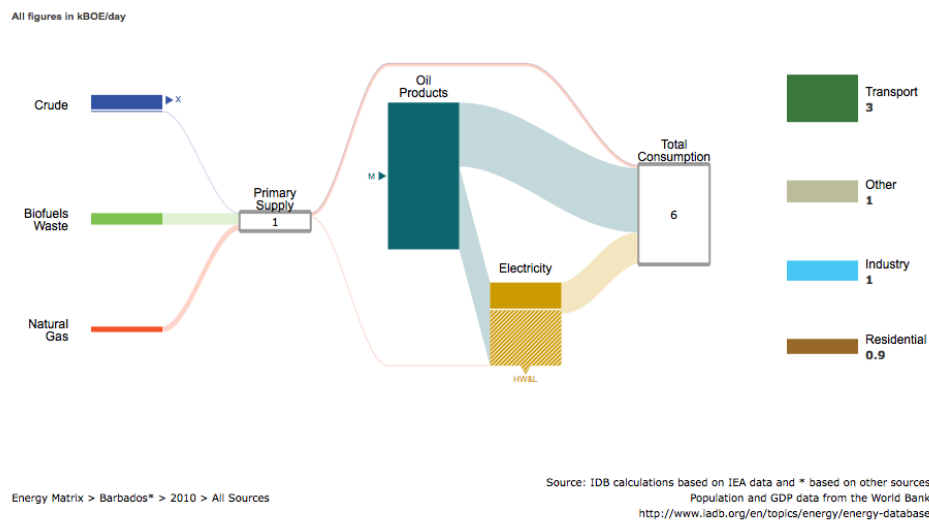 All figures in kBOE/day
Crude
X
Biofuels
Waste
Natural
Gas
Primary
Supply
1
Oil
Products
M
Electricity
HW&L
Total
Consumption
6
Transport
3
Other
1
Industry
1
Residential
0.9
Energy Matrix > Barbados* > 2010 > All Sources
Source: IDB calculations based on IEA data and * based on other sources
Population and GDP data from the World Bank
http://www.iadb.org/en/topics/energy/energy-database